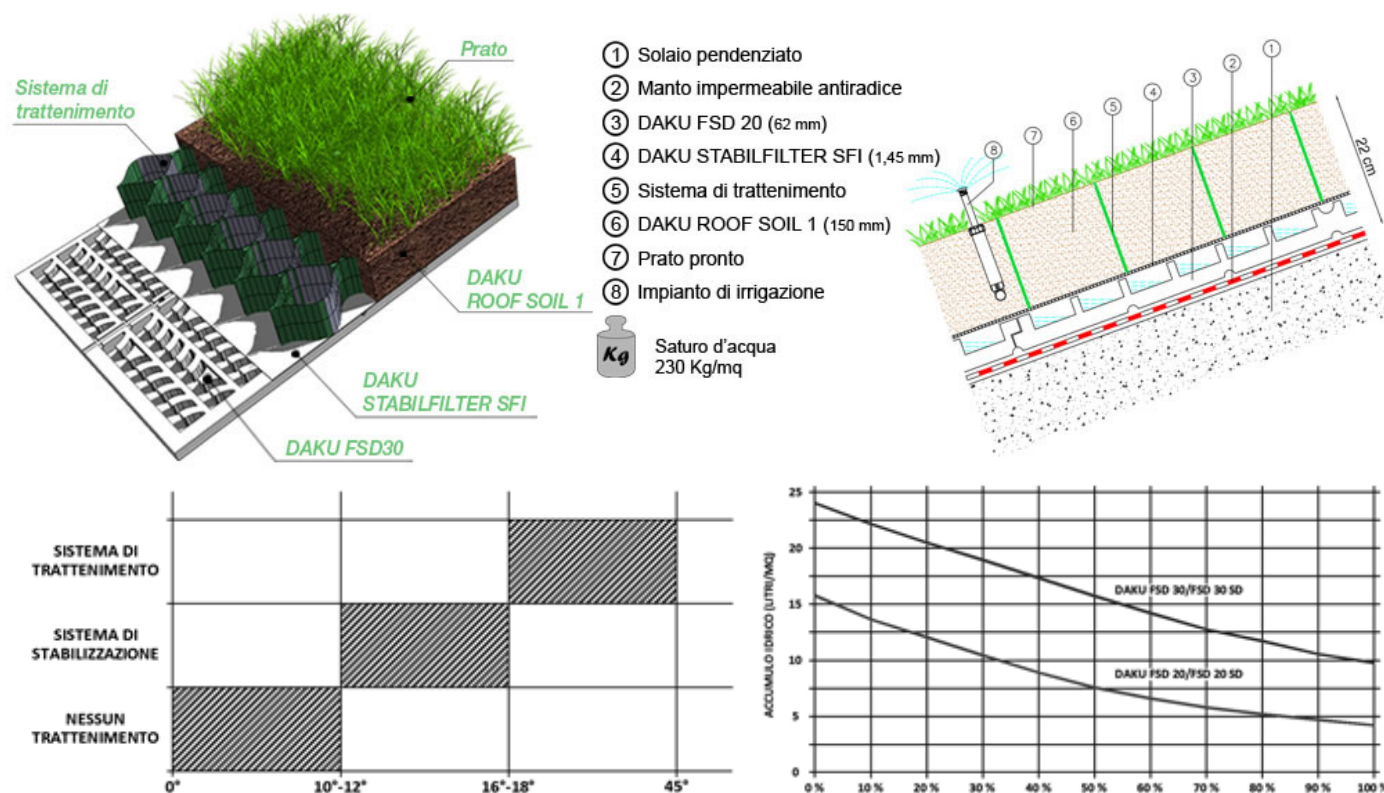 Prato
Sistema di
trattenimento
DAKU
ROOF SOIL 1
DAKU
STABILFILTER SFI
DAKU FSD30
1 Solaio pendenziato
2 Manto impermeabile antiradice
3 DAKU FSD 20 (62 mm)
4 DAKU STABILFILTER SFI (1,45 mm)
5 Sistema di trattenimento
6 DAKU ROOF SOIL 1 (150 mm)
7 Prato pronto
8 Impianto di irrigazione
Kg
Saturo d'acqua
230 Kg/mq
1
2
3
4
5
6
7
8
22 cm
SISTEMA DI
TRATTENIMENTO
SISTEMA DI
STABILIZZAZIONE
NESSUN
TRATTENIMENTO
0° 10°-12° 16°-18° 45°
ACCUMULO IDRICO (LITRI/MQ)
25
20
15
10
5
0
DAKU FSD 30/FSD 30 SD
DAKU FSD 20/FSD 20 SD
0 % 10 % 20 % 30 % 40 % 50 % 60 % 70 % 80 % 90 % 100 %